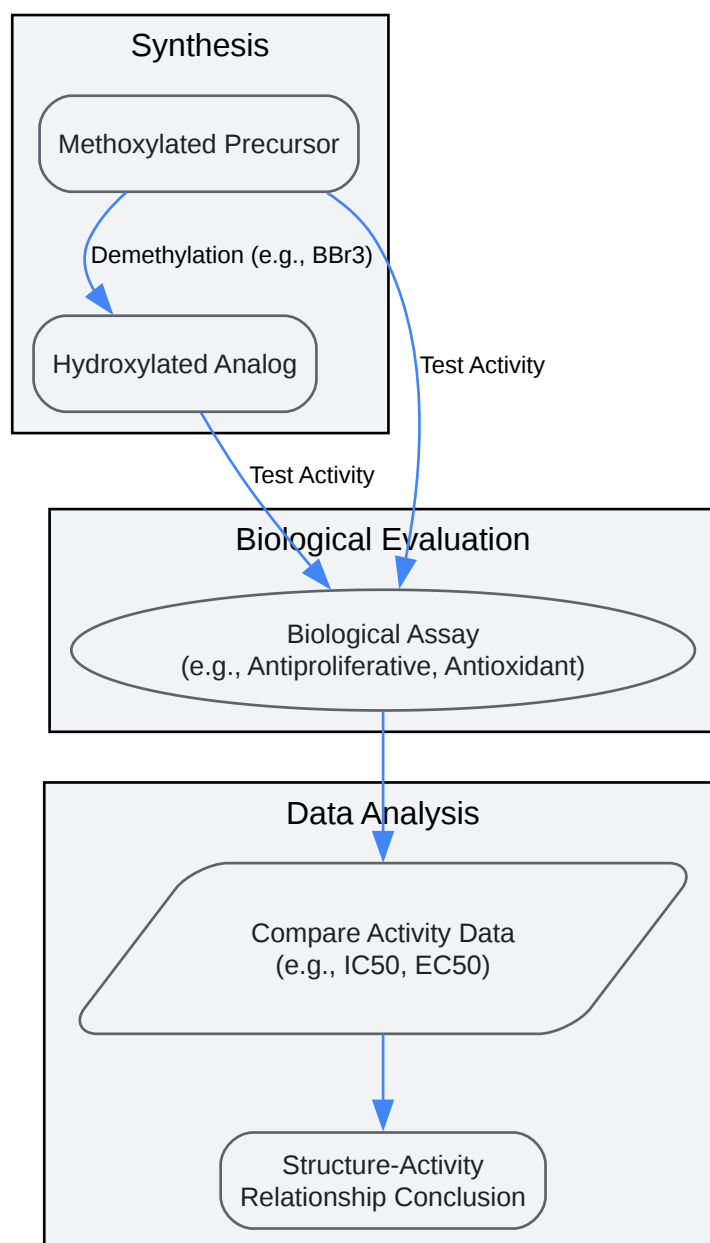 Synthesis
Methoxylated Precursor
Demethylation (e.g., BBr3)
Hydroxylated Analog
Test Activity
Test Activity
Biological Evaluation
Biological Assay
(e.g., Antiproliferative, Antioxidant)
Data Analysis
Compare Activity Data
(e.g., IC50, EC50)
Structure-Activity
Relationship Conclusion